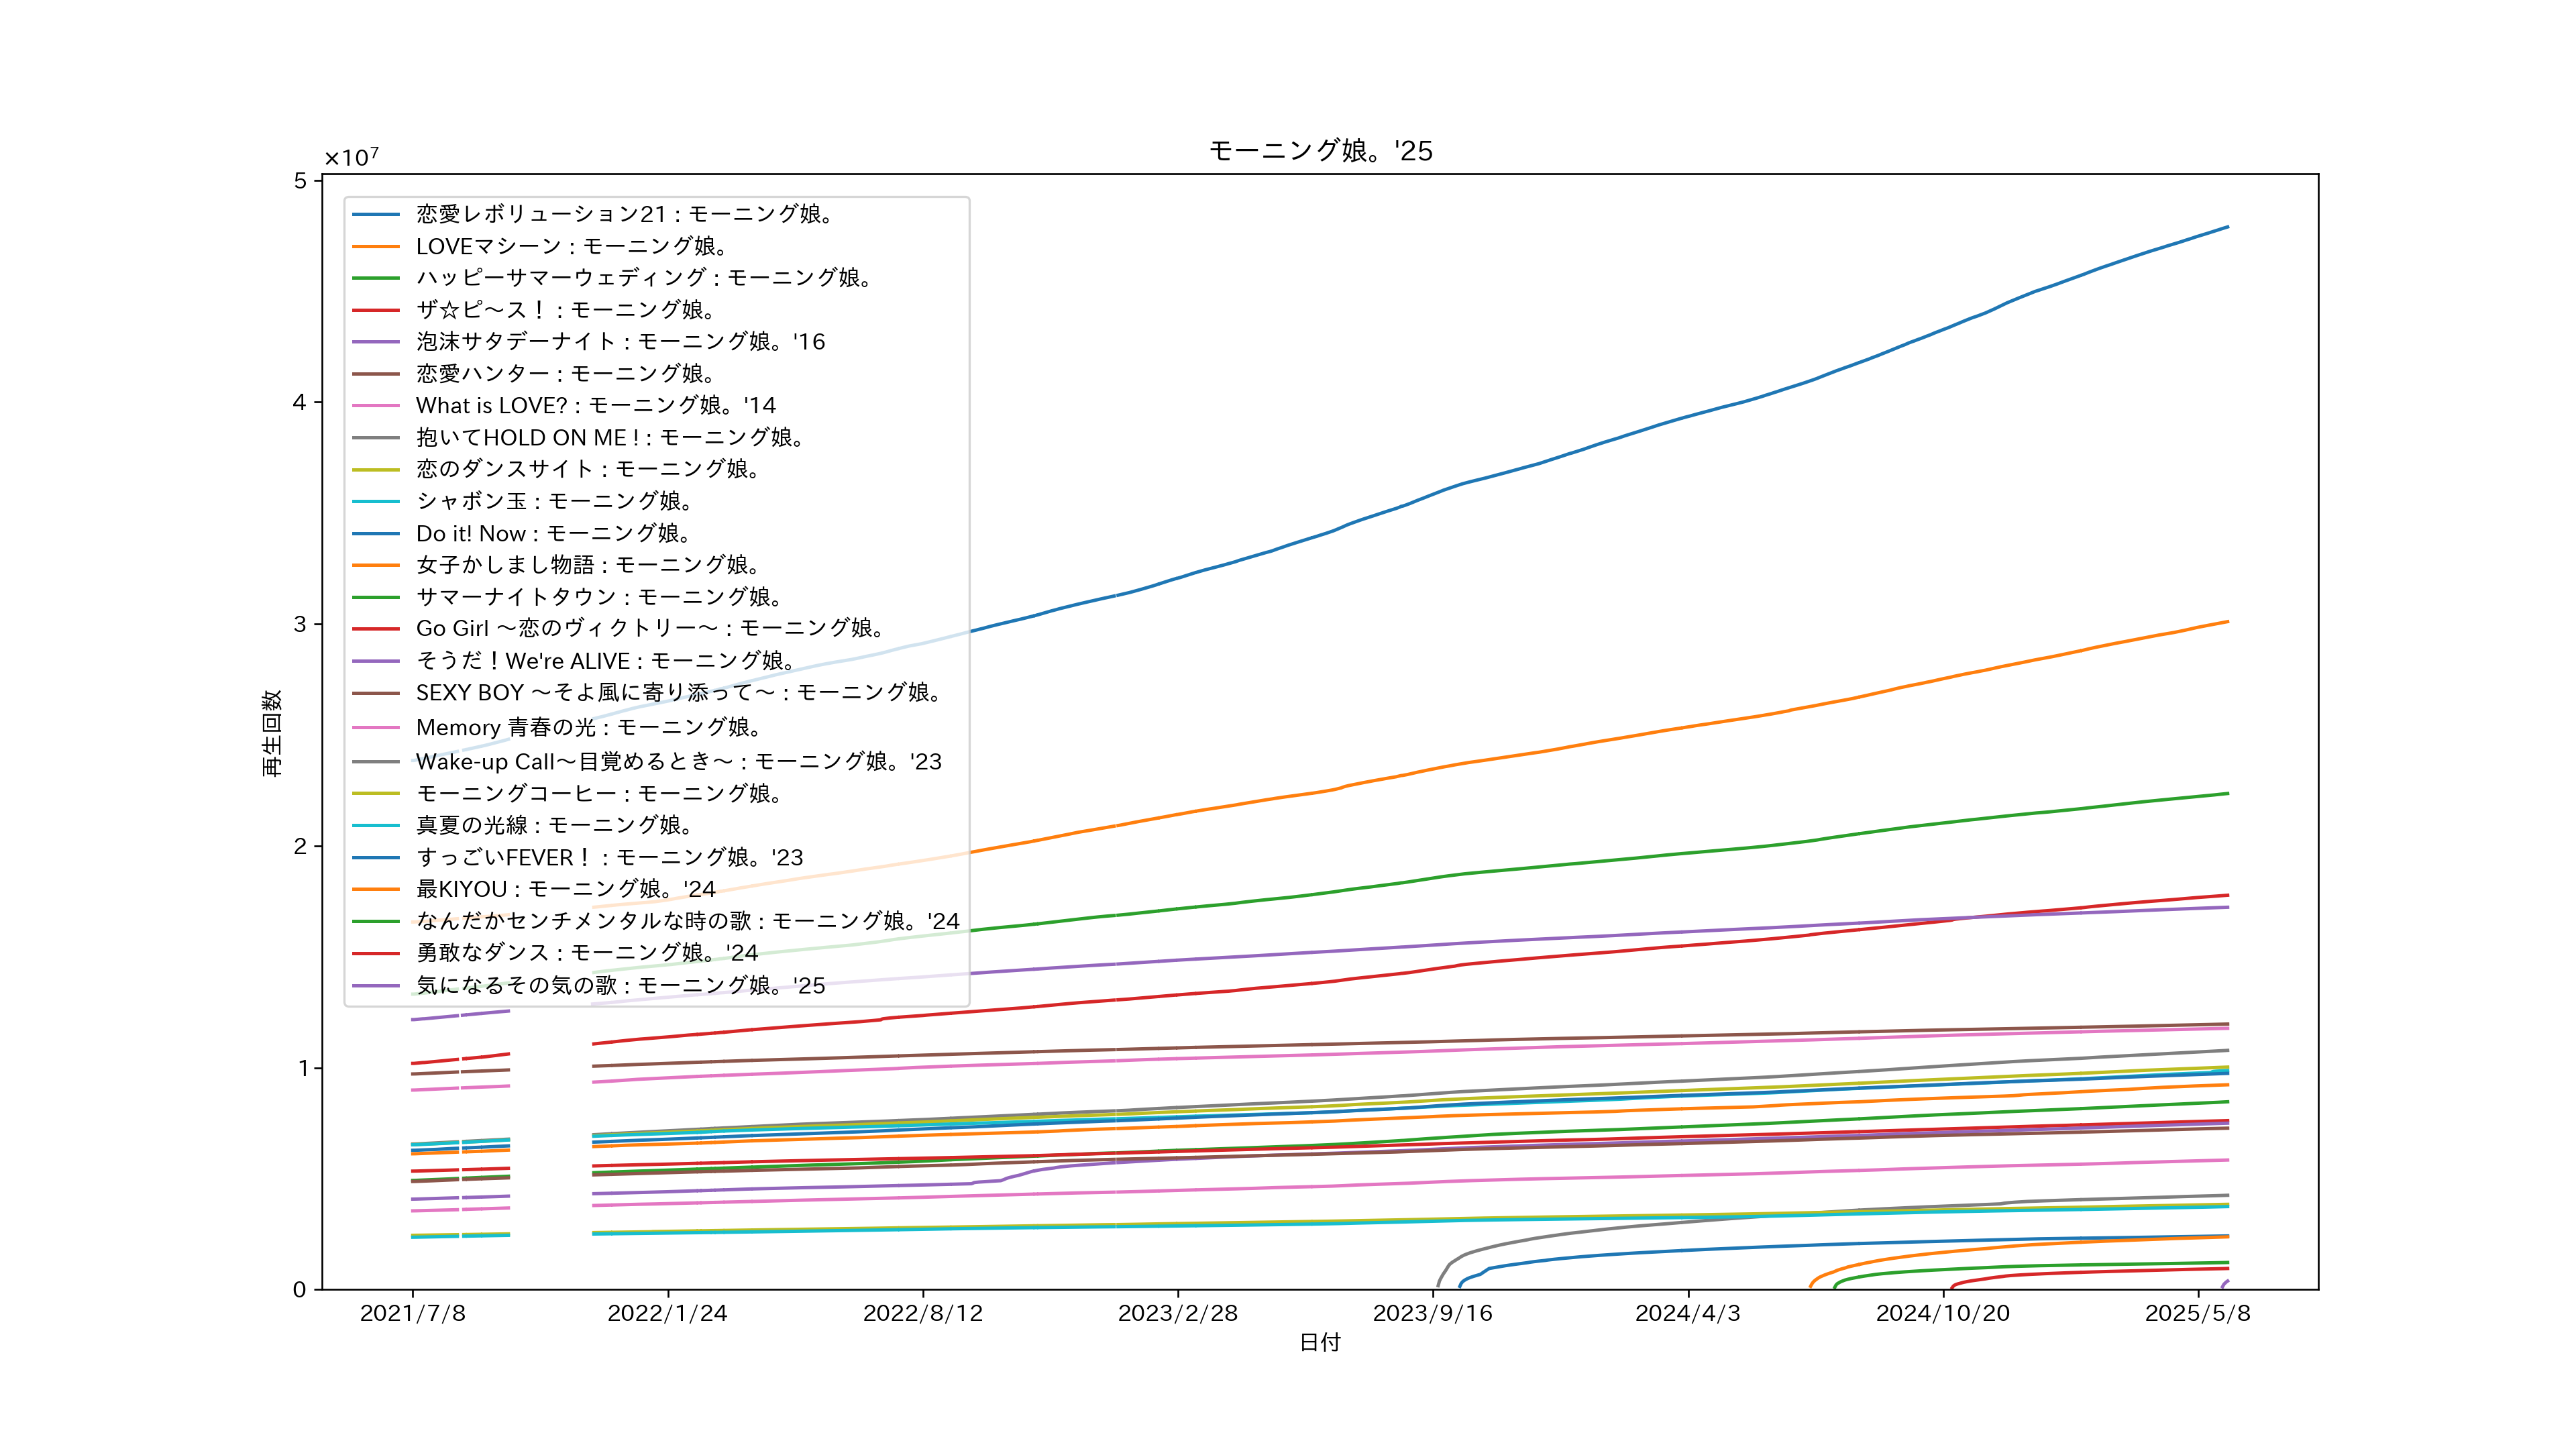 モーニング娘。'25
×10⁷
5
4
3
2
1
0
再生回数
恋愛レボリューション21 : モーニング娘。
LOVEマシーン : モーニング娘。
ハッピーサマーウェディング : モーニング娘。
ザ☆ピ〜ス！ : モーニング娘。
泡沫サタデーナイト : モーニング娘。'16
恋愛ハンター : モーニング娘。
What is LOVE? : モーニング娘。'14
抱いてHOLD ON ME ! : モーニング娘。
恋のダンスサイト : モーニング娘。
シャボン玉 : モーニング娘。
Do it! Now : モーニング娘。
女子かしまし物語 : モーニング娘。
サマーナイトタウン : モーニング娘。
Go Girl 〜恋のヴィクトリー〜 : モーニング娘。
そうだ！We're ALIVE : モーニング娘。
SEXY BOY 〜そよ風に寄り添って〜 : モーニング娘。
Memory 青春の光 : モーニング娘。
Wake-up Call〜目覚めるとき〜 : モーニング娘。'23
モーニングコーヒー : モーニング娘。
真夏の光線 : モーニング娘。
すっごいFEVER！ : モーニング娘。'23
最KIYOU : モーニング娘。'24
なんだかセンチメンタルな時の歌 : モーニング娘。'24
勇敢なダンス : モーニング娘。'24
気になるその気の歌 : モーニング娘。'25
2021/7/8
2022/1/24
2022/8/12
2023/2/28
2023/9/16
2024/4/3
2024/10/20
2025/5/8
日付